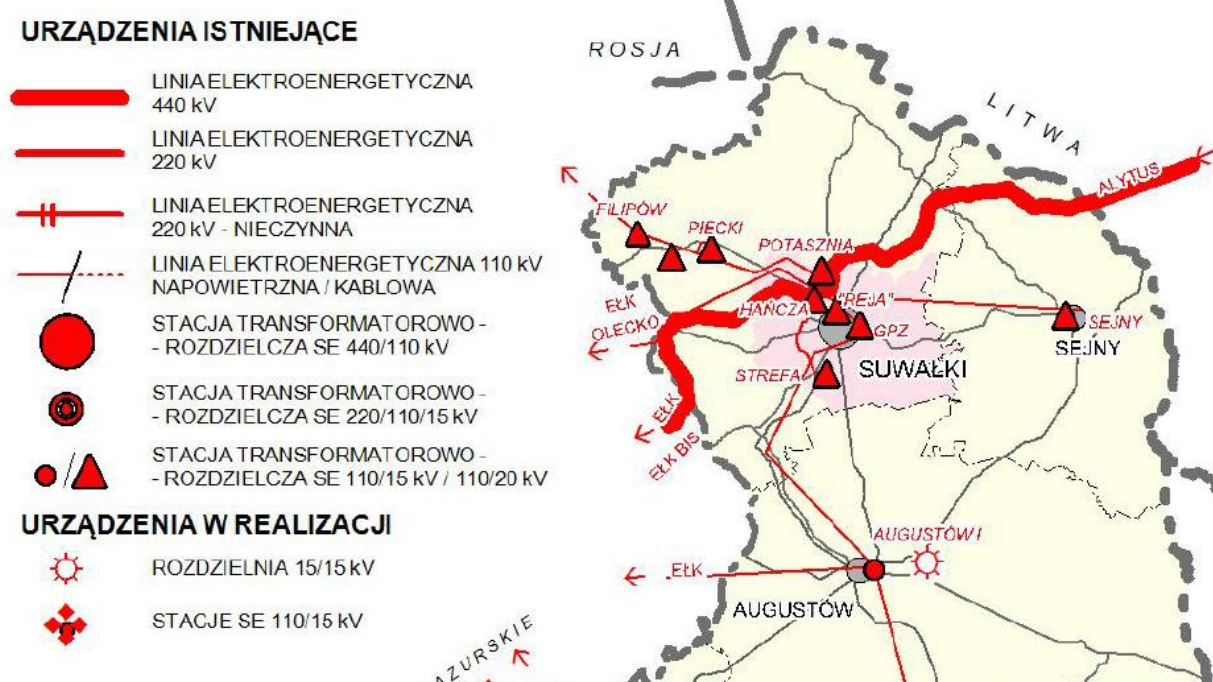 URZĄDZENIA ISTNIEJĄCE
LINIA ELEKTROENERGETYCZNA
440 kV
LINIA ELEKTROENERGETYCZNA
220 kV
LINIA ELEKTROENERGETYCZNA
220 kV - NIECZYNNA
LINIA ELEKTROENERGETYCZNA 110 kV
NAPOWIETRZNA / KABLOWA
STACJA TRANSFORMATOROWO -
- ROZDZIELCZA SE 440/110 kV
STACJA TRANSFORMATOROWO -
- ROZDZIELCZA SE 220/110/15 kV
STACJA TRANSFORMATOROWO -
- ROZDZIELCZA SE 110/15 kV / 110/20 kV
URZĄDZENIA W REALIZACJI
ROZDZIELNIA 15/15 kV
STACJE SE 110/15 kV
ROSJA
LITWA
ALYTUS
FILIPÓW
PIECKI
POTASZNIA
EŁK
OLECKO
HAŃCZA
"REJA"
GPZ
SEJNY
SEJNY
STREFA
SUWAŁKI
EŁK
EŁK BIS
AUGUSTÓW I
EŁK
AUGUSTÓW
AZURSKIE